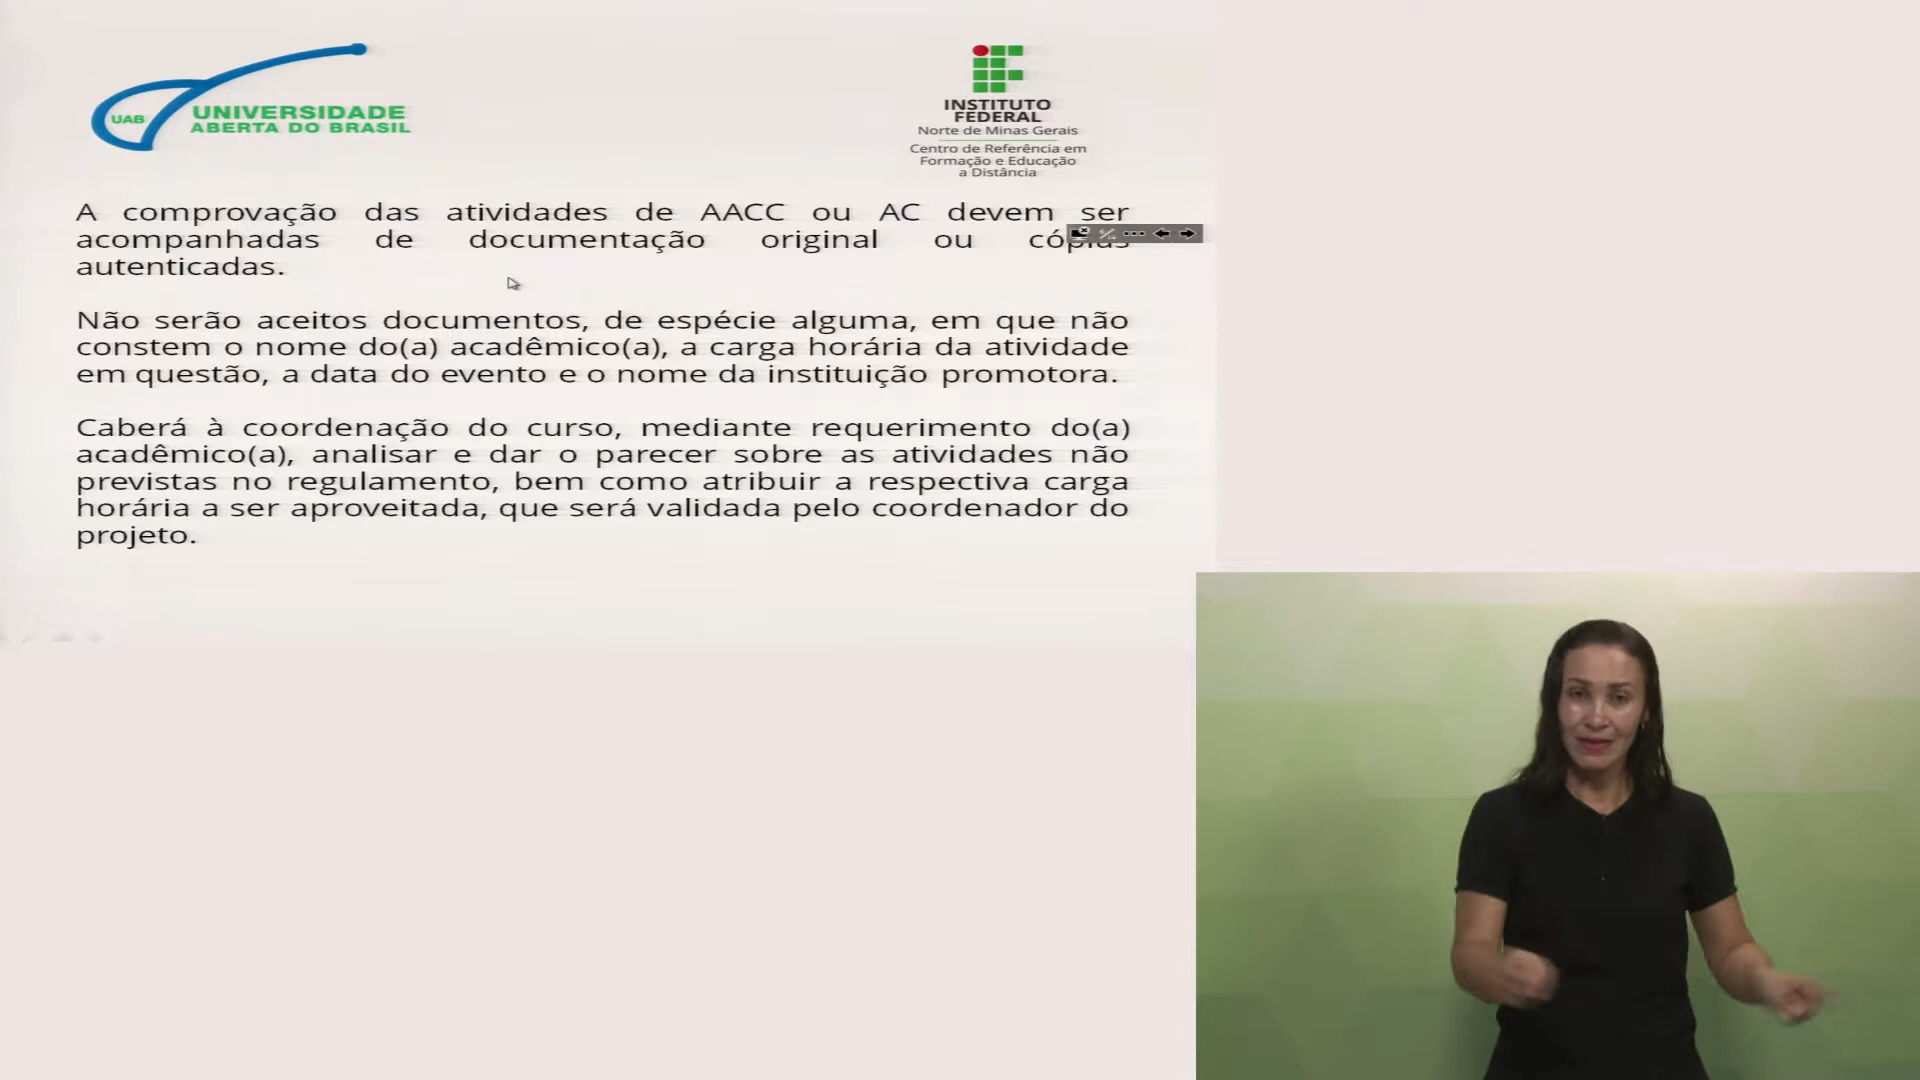 UAB
UNIVERSIDADE
ABERTA DO BRASIL
INSTITUTO
FEDERAL
Norte de Minas Gerais
Centro de Referência em
Formação e Educação
a Distância
A comprovação das atividades de AACC ou AC devem ser
acompanhadas de documentação original ou cópias
autenticadas.
Não serão aceitos documentos, de espécie alguma, em que não
constem o nome do(a) acadêmico(a), a carga horária da atividade
em questão, a data do evento e o nome da instituição promotora.
Caberá à coordenação do curso, mediante requerimento do(a)
acadêmico(a), analisar e dar o parecer sobre as atividades não
previstas no regulamento, bem como atribuir a respectiva carga
horária a ser aproveitada, que será validada pelo coordenador do
projeto.